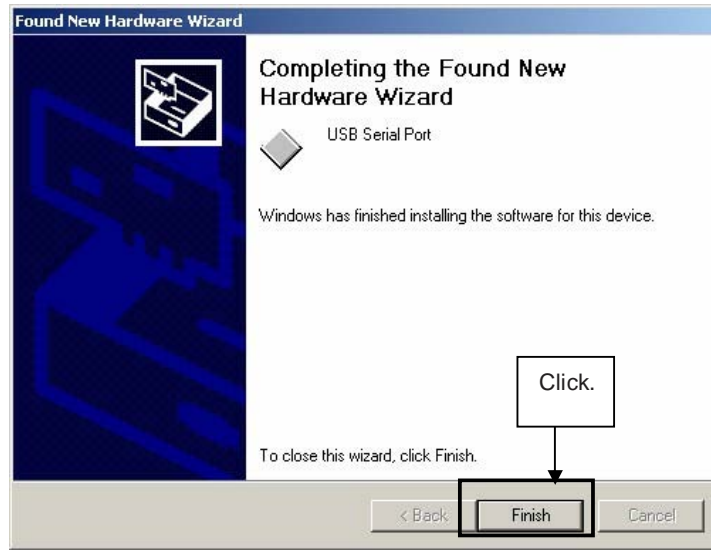 Found New Hardware Wizard
Completing the Found New
Hardware Wizard
USB Serial Port
Windows has finished installing the software for this device.
Click.
To close this wizard, click Finish.
< Back
Finish
Cancel